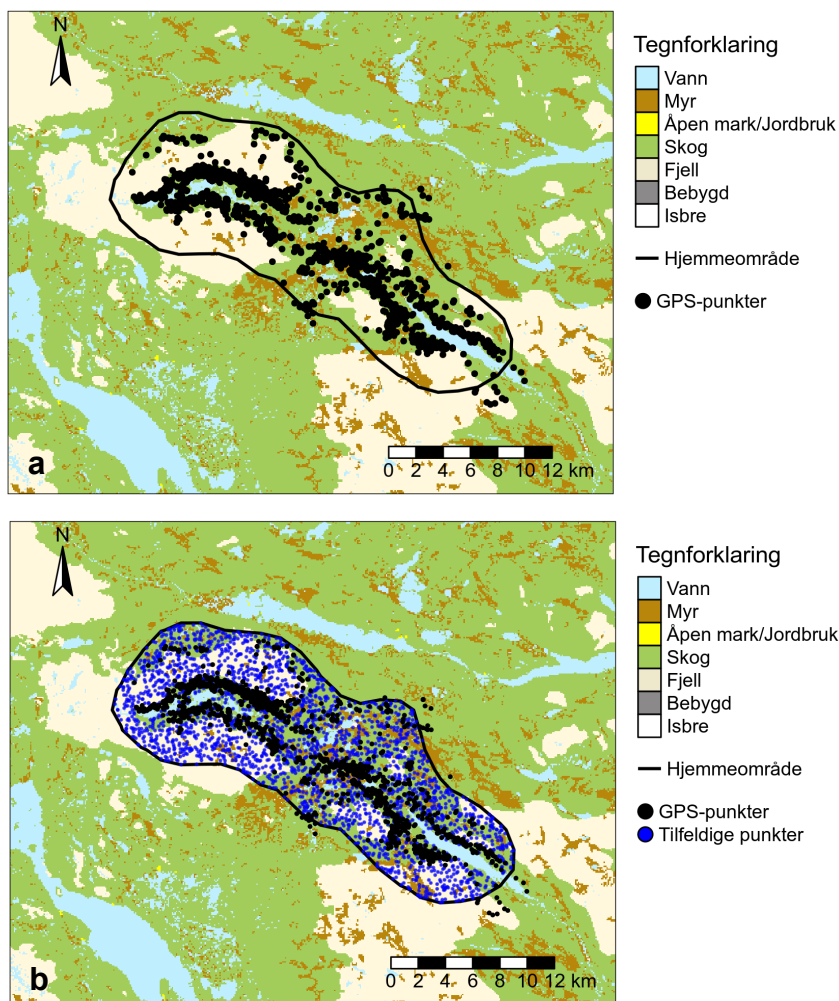 N
Tegnforklaring
Vann
Myr
Åpen mark/Jordbruk
Skog
Fjell
Bebygd
Isbre
Hjemmeområde
GPS-punkter
a
0 2 4 6 8 10 12 km
N
Tegnforklaring
Vann
Myr
Åpen mark/Jordbruk
Skog
Fjell
Bebygd
Isbre
Hjemmeområde
GPS-punkter
Tilfeldige punkter
b
0 2 4 6 8 10 12 km